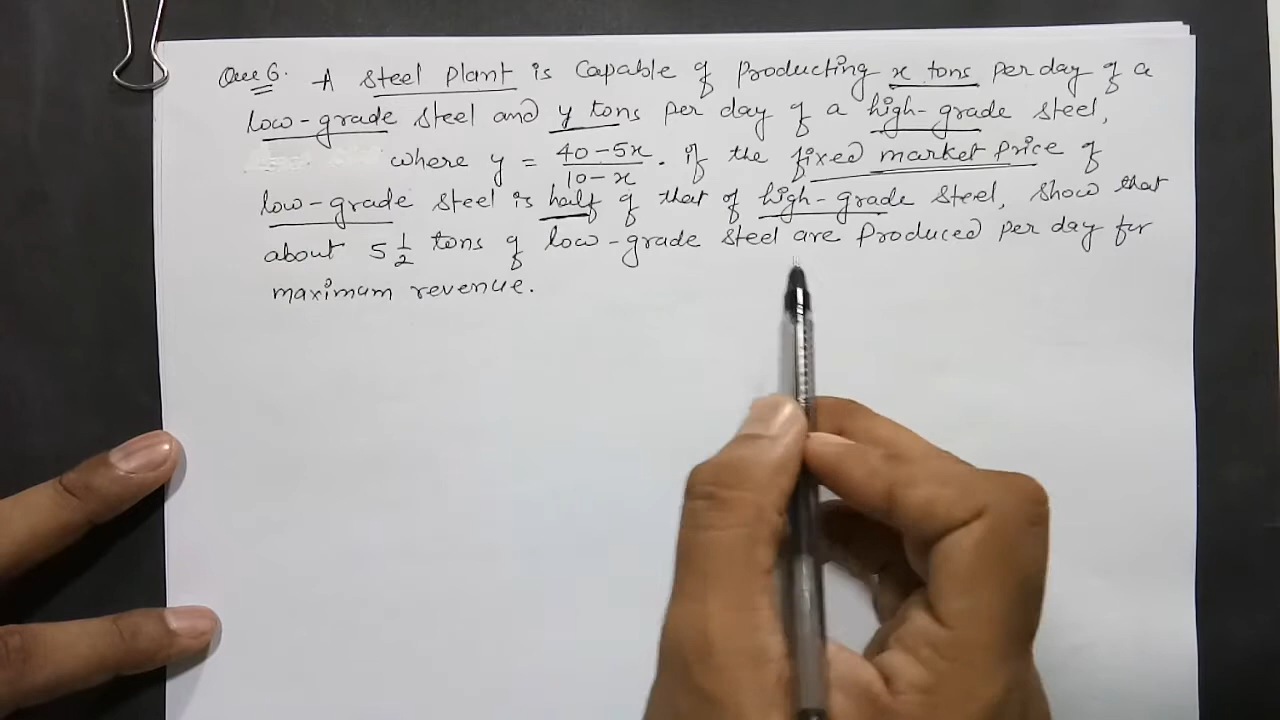 Que 6. A steel plant is capable of producting x tons per day of a
low-grade steel and y tons per day of a high-grade steel,
where y = (40-5x)/(10-x). if the fixed market price of
low-grade steel is half of that of high-grade steel, show that
about 5 1/2 tons of low-grade steel are produced per day for
maximum revenue.